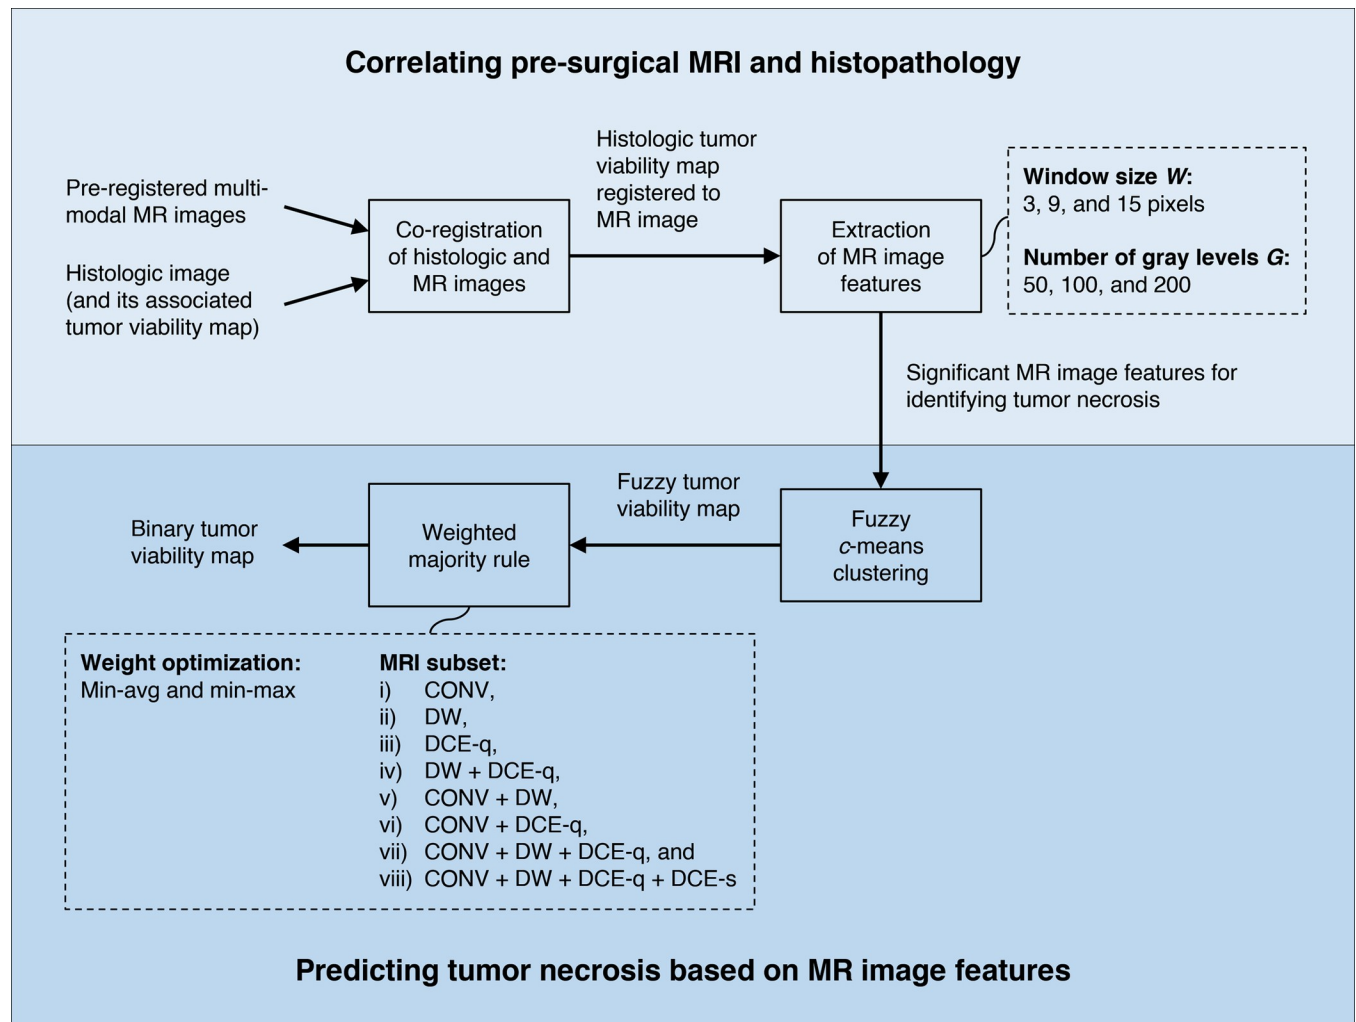 Correlating pre-surgical MRI and histopathology
Pre-registered multi-
modal MR images
Histologic image
(and its associated
tumor viability map)
Co-registration
of histologic and
MR images
Histologic tumor
viability map
registered to
MR image
Extraction
of MR image
features
Window size W:
3, 9, and 15 pixels
Number of gray levels G:
50, 100, and 200
Significant MR image features for
identifying tumor necrosis
Fuzzy
c-means
clustering
Fuzzy tumor
viability map
Weighted
majority rule
Binary tumor
viability map
Weight optimization:
Min-avg and min-max
MRI subset:
i) CONV,
ii) DW,
iii) DCE-q,
iv) DW + DCE-q,
v) CONV + DW,
vi) CONV + DCE-q,
vii) CONV + DW + DCE-q, and
viii) CONV + DW + DCE-q + DCE-s
Predicting tumor necrosis based on MR image features